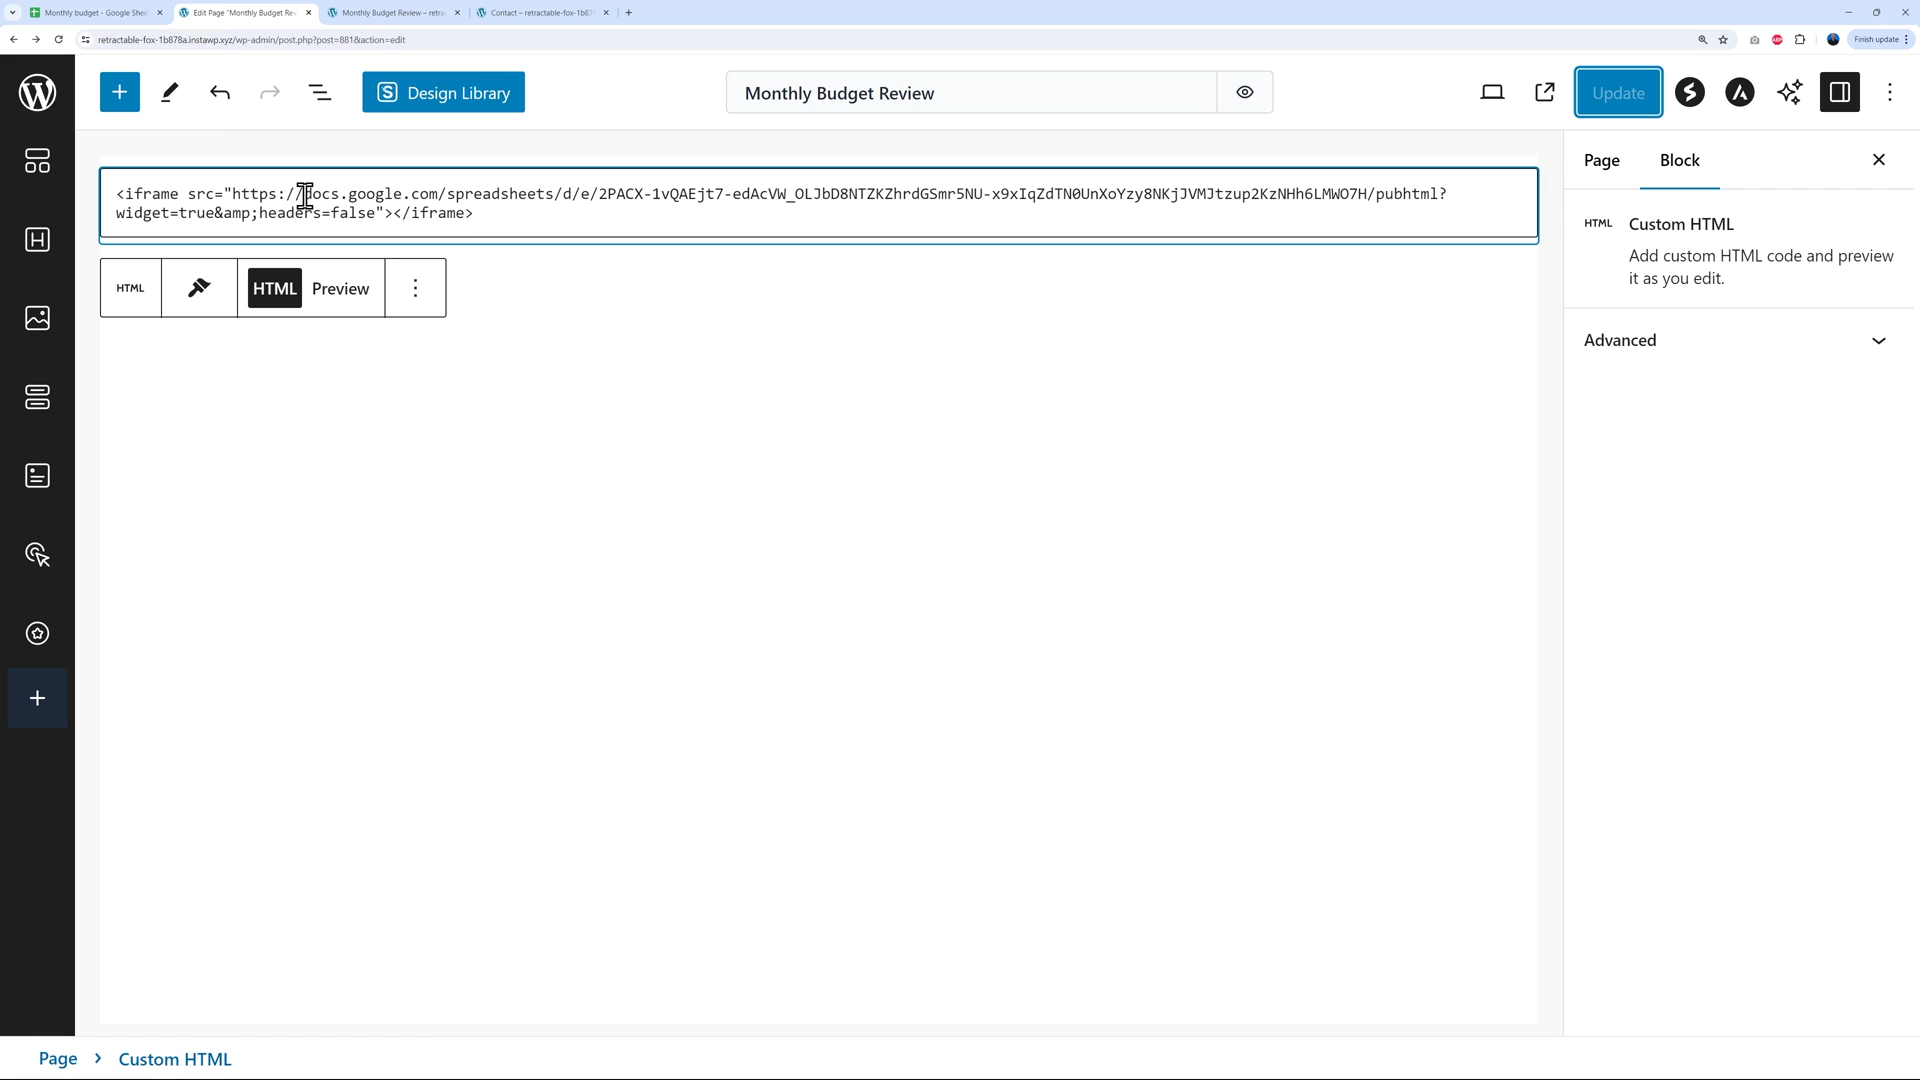 Monthly budget - Google Shee
Edit Page "Monthly Budget Rev
Monthly Budget Review – retrac
Contact – retractable-fox-1b87
retractable-fox-1b878a.instawp.xyz/wp-admin/post.php?post=881&action=edit
ABP
Finish update
Design Library
Monthly Budget Review
Update
Page
Block
<iframe src="https://docs.google.com/spreadsheets/d/e/2PACX-1vQAEjt7-edAcVW_OLJbD8NTZKZhrdGSmr5NU-x9xIqZdTN0UnXoYzy8NKjJVMJtzup2KzNHh6LMWO7H/pubhtml?
widget=true&amp;headers=false"></iframe>
HTML
HTML
Preview
HTML
Custom HTML
Add custom HTML code and preview
it as you edit.
Advanced
Page
Custom HTML